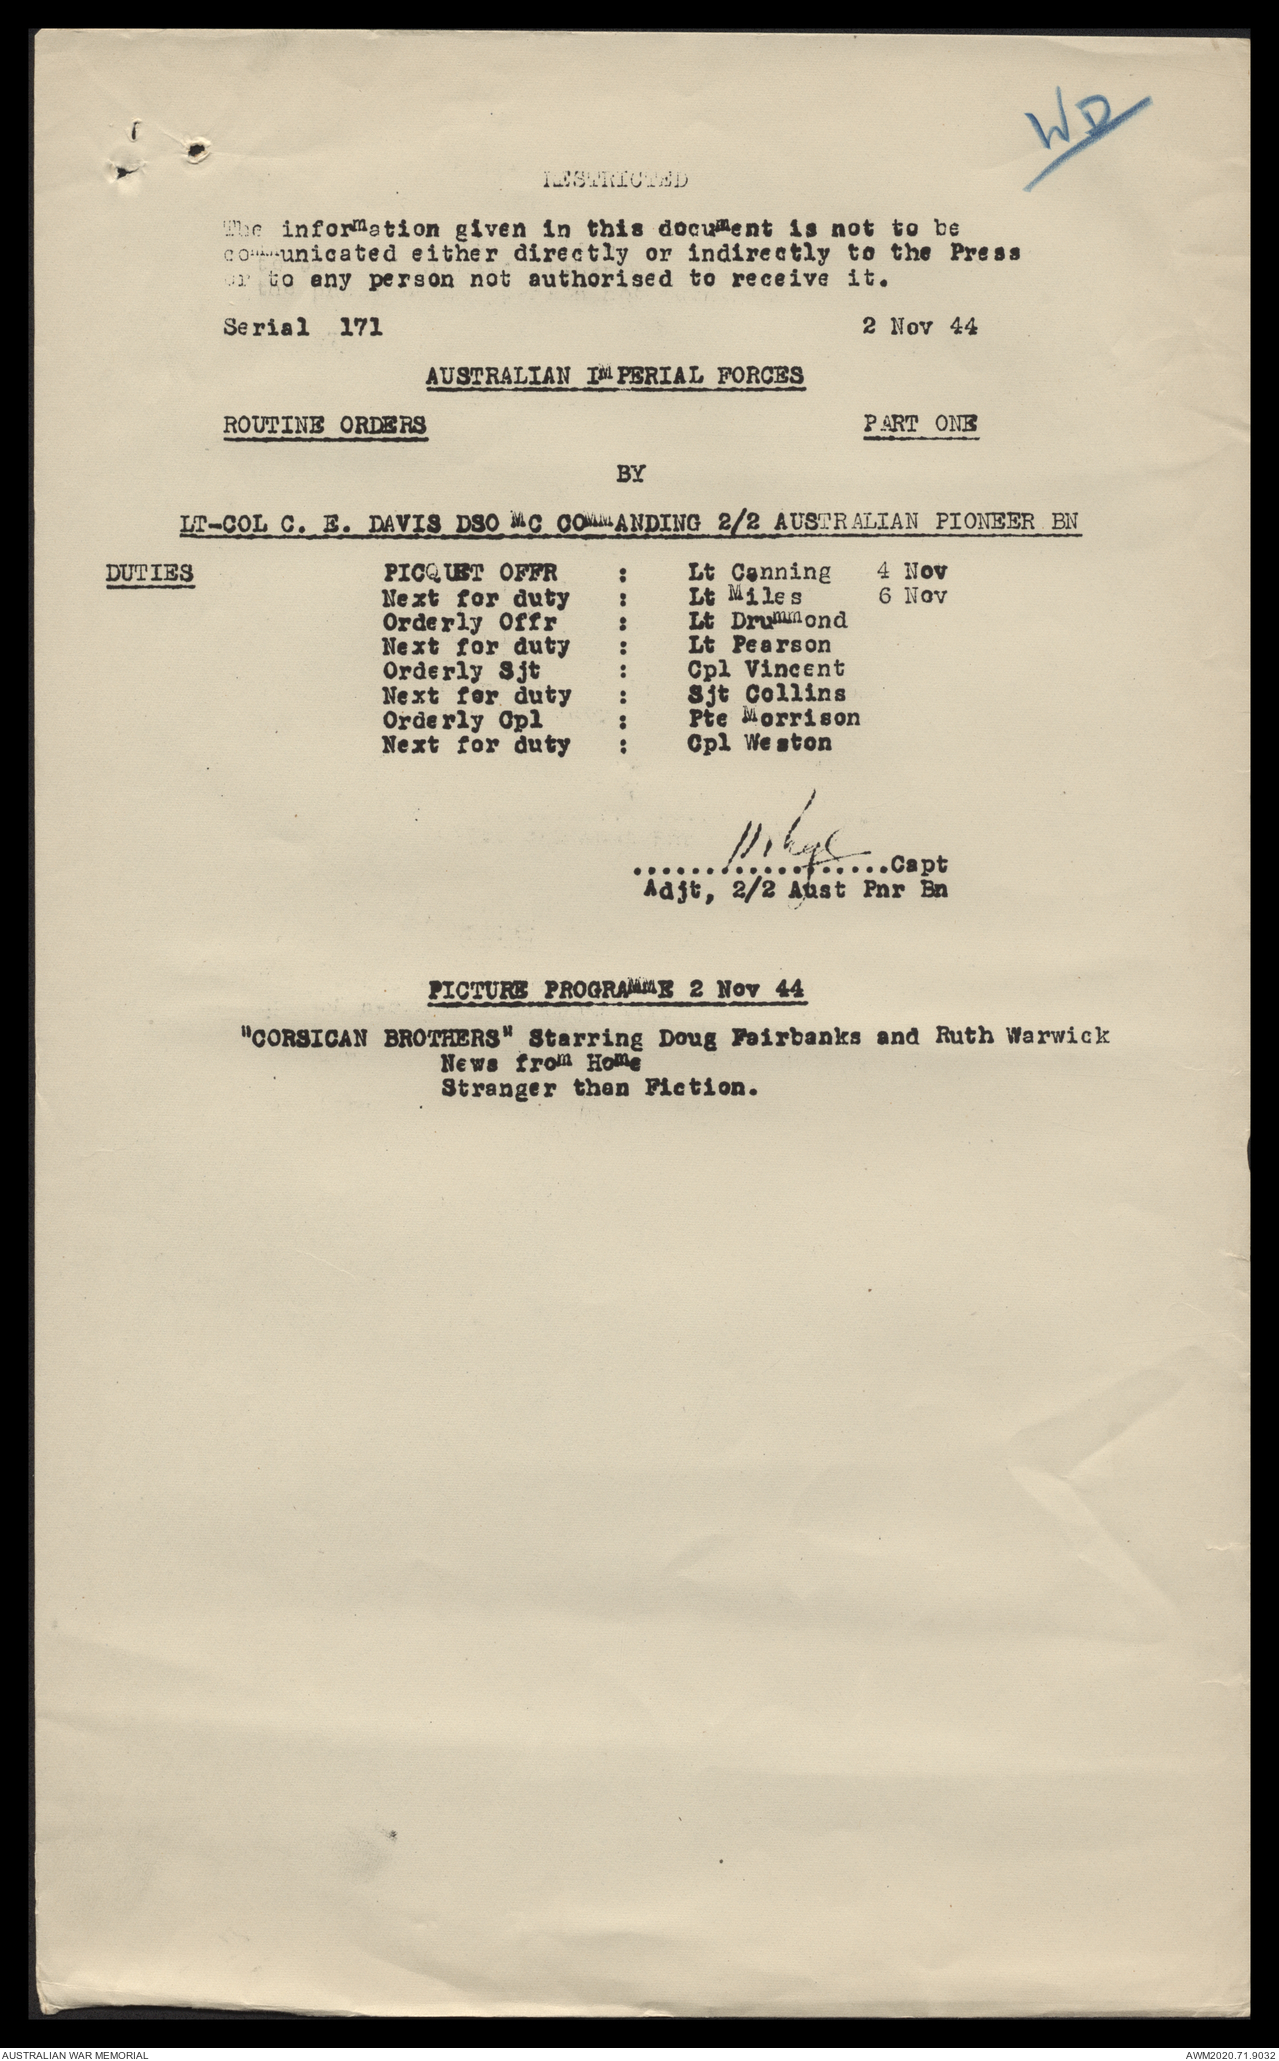 WD
RESTRICTED
The information given in this document is not to be
communicated either directly or indirectly to the Press
or to any person not authorised to receive it.
Serial 171 2 Nov 44
AUSTRALIAN IMPERIAL FORCES
ROUTINE ORDERS PART ONE
BY
LT-COL C. E. DAVIS DSO MC COMMANDING 2/2 AUSTRALIAN PIONEER BN
DUTIES PICQUET OFFR : Lt Canning 4 Nov
Next for duty : Lt Miles 6 Nov
Orderly Offr : Lt Drummond
Next for duty : Lt Pearson
Orderly Sjt : Cpl Vincent
Next for duty : Sjt Collins
Orderly Cpl : Pte Morrison
Next for duty : Cpl Weston
..................Capt
Adjt, 2/2 Aust Pnr Bn
PICTURE PROGRAMME 2 Nov 44
"CORSICAN BROTHERS" Starring Doug Fairbanks and Ruth Warwick
News from Home
Stranger than Fiction.
AUSTRALIAN WAR MEMORIAL AWM2020.71.9032